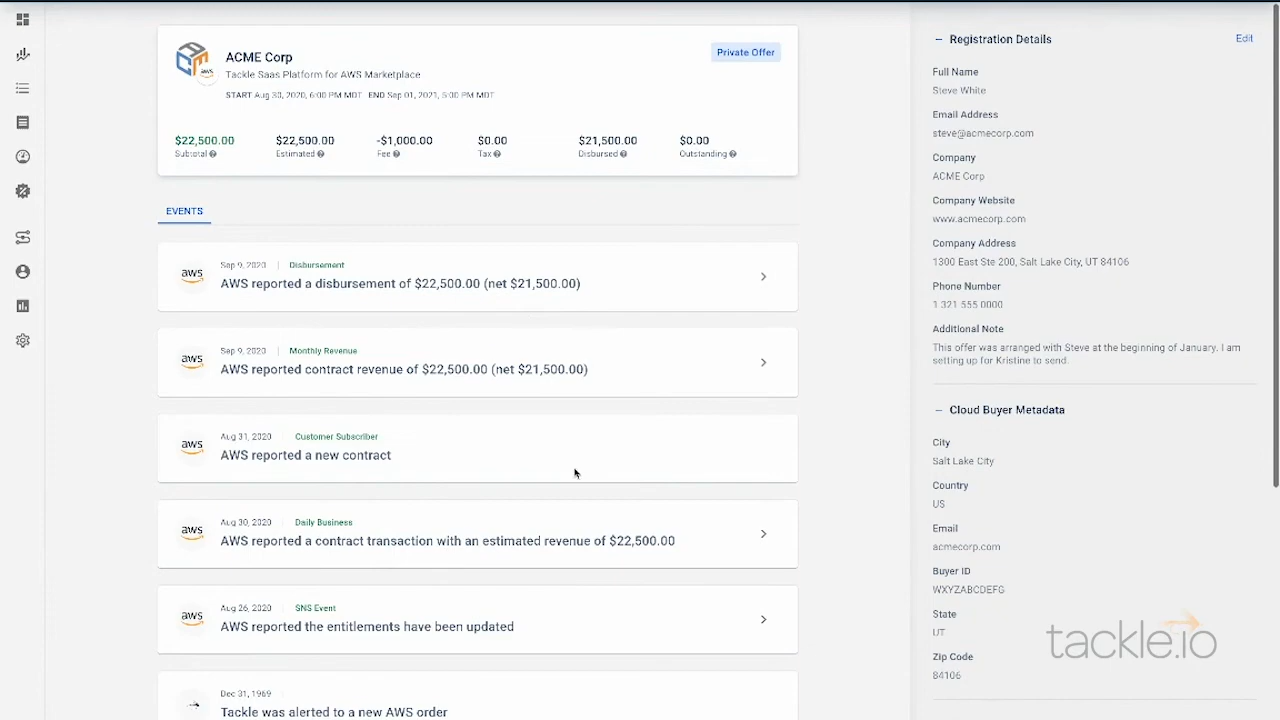 ACME Corp
Private Offer
aws
Tackle Saas Platform for AWS Marketplace
START Aug 30, 2020, 6:00 PM MDT END Sep 01, 2021, 5:00 PM MDT
$22,500.00 $22,500.00 -$1,000.00 $0.00 $21,500.00 $0.00
Subtotal Estimated Fee Tax Disbursed Outstanding
EVENTS
aws
Sep 9, 2020 | Disbursement
AWS reported a disbursement of $22,500.00 (net $21,500.00)
aws
Sep 9, 2020 | Monthly Revenue
AWS reported contract revenue of $22,500.00 (net $21,500.00)
aws
Aug 31, 2020 | Customer Subscriber
AWS reported a new contract
aws
Aug 30, 2020 | Daily Business
AWS reported a contract transaction with an estimated revenue of $22,500.00
aws
Aug 26, 2020 | SNS Event
AWS reported the entitlements have been updated
Dec 31, 1969
Tackle was alerted to a new AWS order
Registration Details
Edit
Full Name
Steve White
Email Address
steve@acmecorp.com
Company
ACME Corp
Company Website
www.acmecorp.com
Company Address
1300 East Ste 200, Salt Lake City, UT 84106
Phone Number
1 321 555 0000
Additional Note
This offer was arranged with Steve at the beginning of January. I am
setting up for Kristine to send.
Cloud Buyer Metadata
City
Salt Lake City
Country
US
Email
acmecorp.com
Buyer ID
WXYZABCDEFG
State
UT
Zip Code
84106
tackle.io